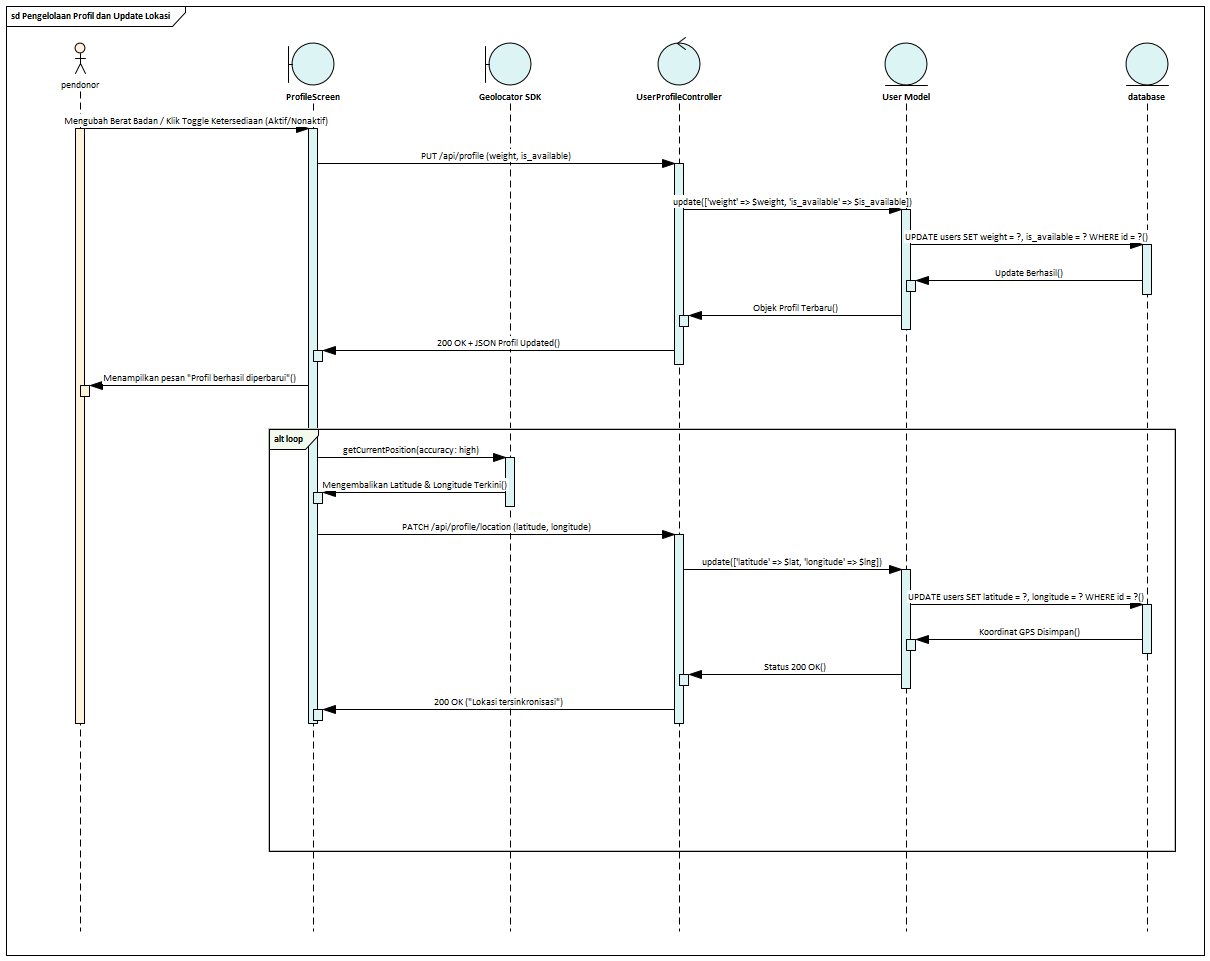 sd Pengelolaan Profil dan Update Lokasi
pendonor
ProfileScreen
Geolocator SDK
UserProfileController
User Model
database
Mengubah Berat Badan / Klik Toggle Ketersediaan (Aktif/Nonaktif)
PUT /api/profile (weight, is_available)
update(['weight' => $weight, 'is_available' => $is_available])
UPDATE users SET weight = ?, is_available = ? WHERE id = ?()
Update Berhasil()
Objek Profil Terbaru()
200 OK + JSON Profil Updated()
Menampilkan pesan "Profil berhasil diperbarui"()
alt loop
getCurrentPosition(accuracy: high)
Mengembalikan Latitude & Longitude Terkini()
PATCH /api/profile/location (latitude, longitude)
update(['latitude' => $lat, 'longitude' => $lng])
UPDATE users SET latitude = ?, longitude = ? WHERE id = ?()
Koordinat GPS Disimpan()
Status 200 OK()
200 OK ("Lokasi tersinkronisasi")